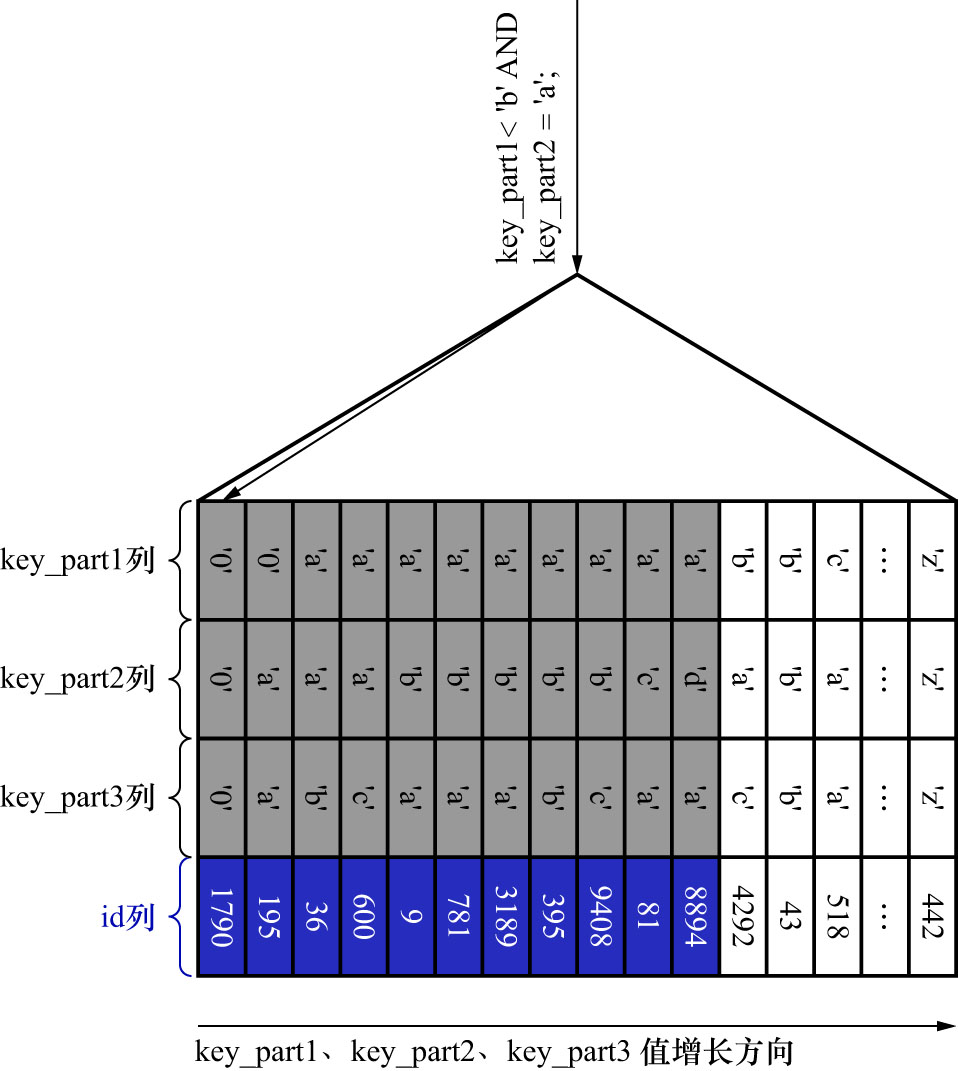 key_part1< 'b' AND
key_part2 = 'a';
key_part1列 '0' '0' 'a' 'a' 'a' 'a' 'a' 'a' 'a' 'a' 'a' 'b' 'b' 'c' ... 'z'
key_part2列 '0' 'a' 'a' 'a' 'b' 'b' 'b' 'b' 'b' 'c' 'd' 'a' 'b' 'a' ... 'z'
key_part3列 '0' 'a' 'b' 'c' 'a' 'a' 'a' 'b' 'c' 'a' 'a' 'c' 'b' 'a' ... 'z'
id列 1790 195 36 600 9 781 3189 395 9408 81 8894 4292 43 518 ... 442
key_part1、key_part2、key_part3 值增长方向